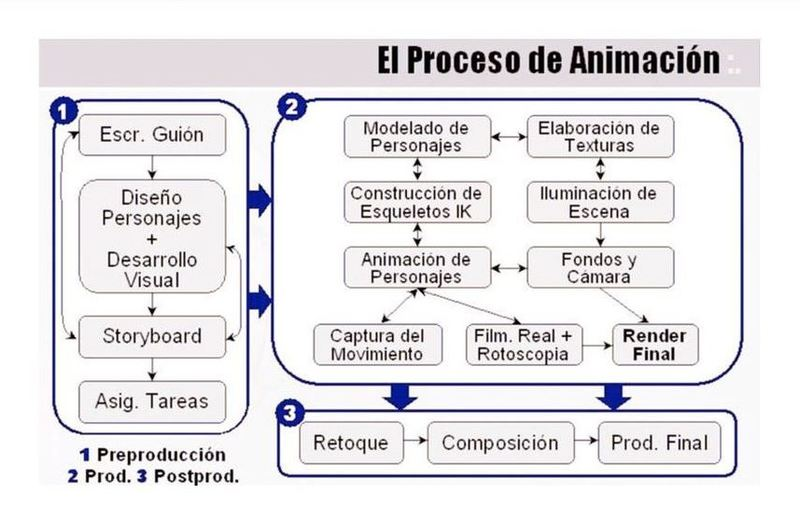 El Proceso de Animación :.
1
Escr. Guión
Diseño
Personajes
+
Desarrollo
Visual
Storyboard
Asig. Tareas
1 Preproducción
2 Prod. 3 Postprod.
2
Modelado de
Personajes
Elaboración de
Texturas
Construcción de
Esqueletos IK
Iluminación de
Escena
Animación de
Personajes
Fondos y
Cámara
Captura del
Movimiento
Film. Real +
Rotoscopia
Render
Final
3
Retoque
Composición
Prod. Final